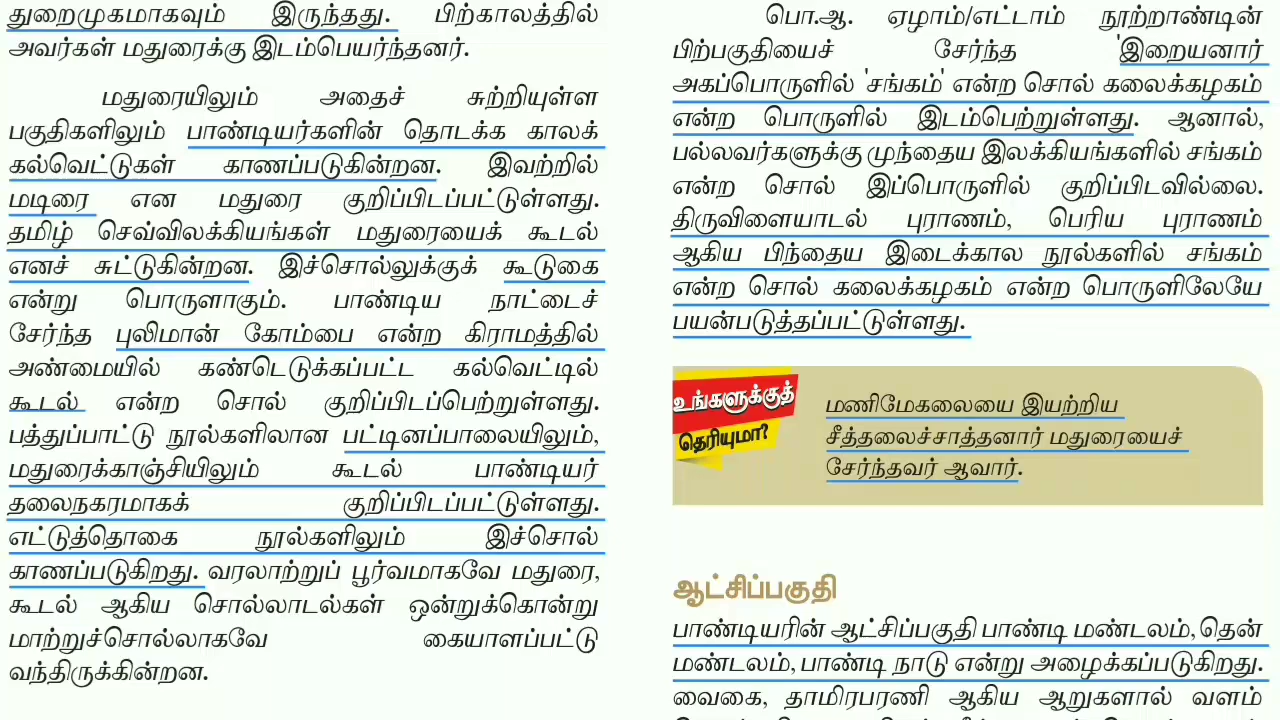 துறைமுகமாகவும் இருந்தது. பிற்காலத்தில்
அவர்கள் மதுரைக்கு இடம்பெயர்ந்தனர்.
மதுரையிலும் அதைச் சுற்றியுள்ள
பகுதிகளிலும் பாண்டியர்களின் தொடக்க காலக்
கல்வெட்டுகள் காணப்படுகின்றன. இவற்றில்
மடிரை என மதுரை குறிப்பிடப்பட்டுள்ளது.
தமிழ் செவ்விலக்கியங்கள் மதுரையைக் கூடல்
எனச் சுட்டுகின்றன. இச்சொல்லுக்குக் கூடுகை
என்று பொருளாகும். பாண்டிய நாட்டைச்
சேர்ந்த புலிமான் கோம்பை என்ற கிராமத்தில்
அண்மையில் கண்டெடுக்கப்பட்ட கல்வெட்டில்
கூடல் என்ற சொல் குறிப்பிடப்பெற்றுள்ளது.
பத்துப்பாட்டு நூல்களிலான பட்டினப்பாலையிலும்,
மதுரைக்காஞ்சியிலும் கூடல் பாண்டியர்
தலைநகரமாகக் குறிப்பிடப்பட்டுள்ளது.
எட்டுத்தொகை நூல்களிலும் இச்சொல்
காணப்படுகிறது. வரலாற்றுப் பூர்வமாகவே மதுரை,
கூடல் ஆகிய சொல்லாடல்கள் ஒன்றுக்கொன்று
மாற்றுச்சொல்லாகவே கையாளப்பட்டு
வந்திருக்கின்றன.
பொ.ஆ. ஏழாம்/எட்டாம் நூற்றாண்டின்
பிற்பகுதியைச் சேர்ந்த 'இறையனார்
அகப்பொருளில் 'சங்கம்' என்ற சொல் கலைக்கழகம்
என்ற பொருளில் இடம்பெற்றுள்ளது. ஆனால்,
பல்லவர்களுக்கு முந்தைய இலக்கியங்களில் சங்கம்
என்ற சொல் இப்பொருளில் குறிப்பிடவில்லை.
திருவிளையாடல் புராணம், பெரிய புராணம்
ஆகிய பிந்தைய இடைக்கால நூல்களில் சங்கம்
என்ற சொல் கலைக்கழகம் என்ற பொருளிலேயே
பயன்படுத்தப்பட்டுள்ளது.
உங்களுக்குத்
தெரியுமா?
மணிமேகலையை இயற்றிய
சீத்தலைச்சாத்தனார் மதுரையைச்
சேர்ந்தவர் ஆவார்.
ஆட்சிப்பகுதி
பாண்டியரின் ஆட்சிப்பகுதி பாண்டி மண்டலம், தென்
மண்டலம், பாண்டி நாடு என்று அழைக்கப்படுகிறது.
வைகை, தாமிரபரணி ஆகிய ஆறுகளால் வளம்